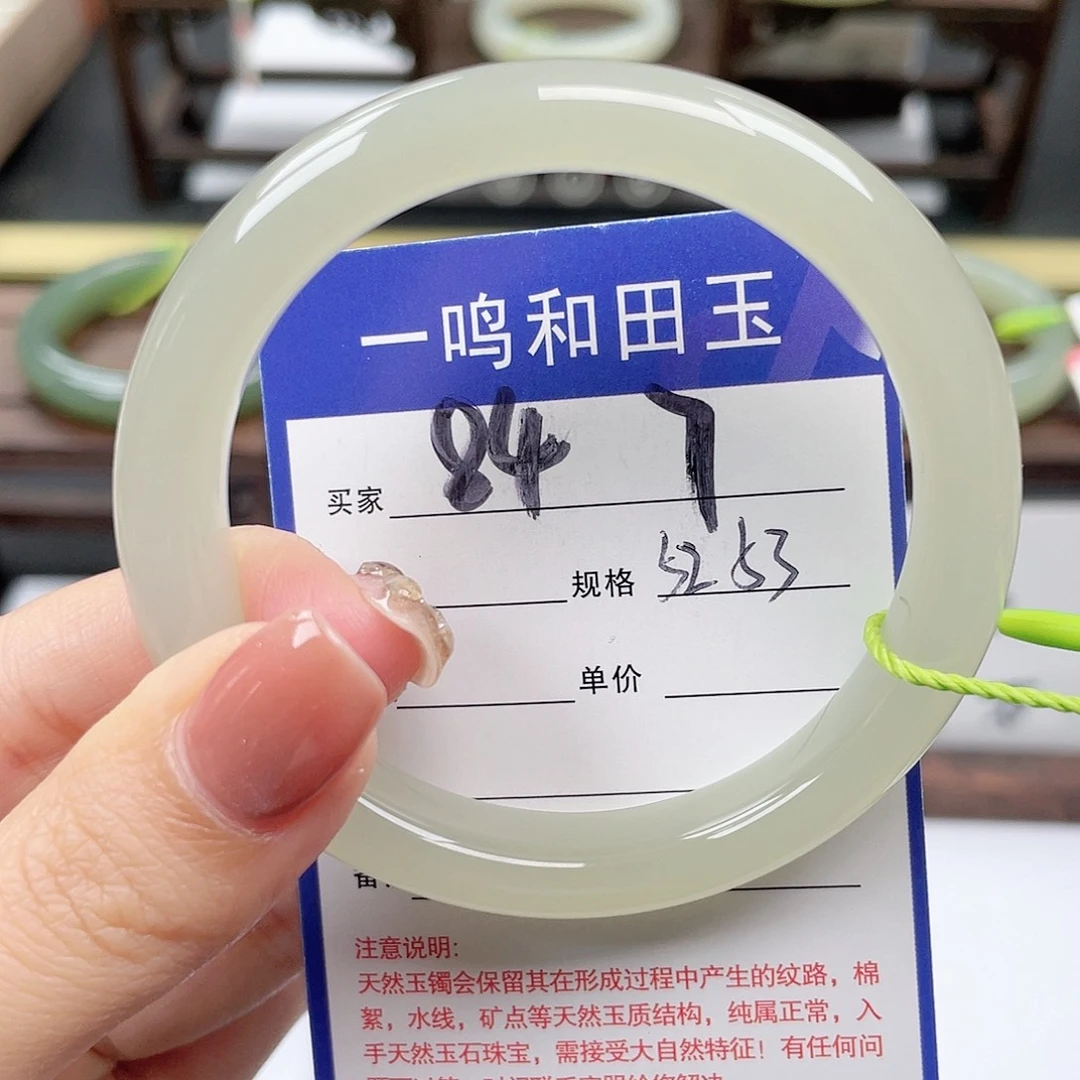 一鸣和田玉
买家 84 7
规格 52 53
单价
注意说明:
天然玉镯会保留其在形成过程中产生的纹路，棉
絮，水线，矿点等天然玉质结构，纯属正常，入
手天然玉石珠宝，需接受大自然特征！有任何问